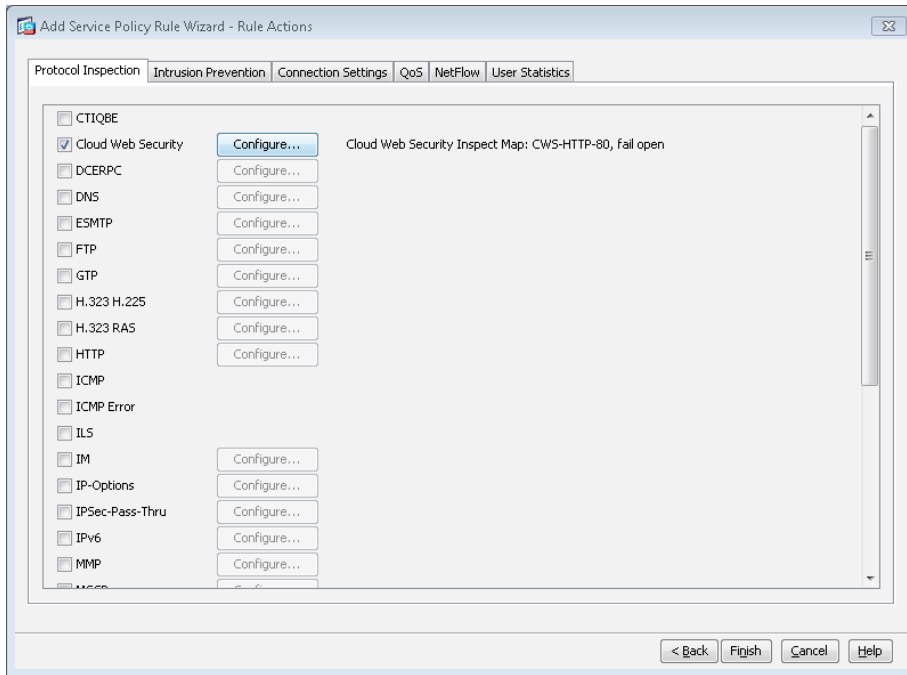 Add Service Policy Rule Wizard - Rule Actions
Protocol Inspection Intrusion Prevention Connection Settings QoS NetFlow User Statistics
CTIQBE
Cloud Web Security Configure... Cloud Web Security Inspect Map: CWS-HTTP-80, fail open
DCERPC Configure...
DNS Configure...
ESMTP Configure...
FTP Configure...
GTP Configure...
H.323 H.225 Configure...
H.323 RAS Configure...
HTTP Configure...
ICMP
ICMP Error
ILS
IM Configure...
IP-Options Configure...
IPSec-Pass-Thru Configure...
IPv6 Configure...
MMP Configure...
< Back Finish Cancel Help